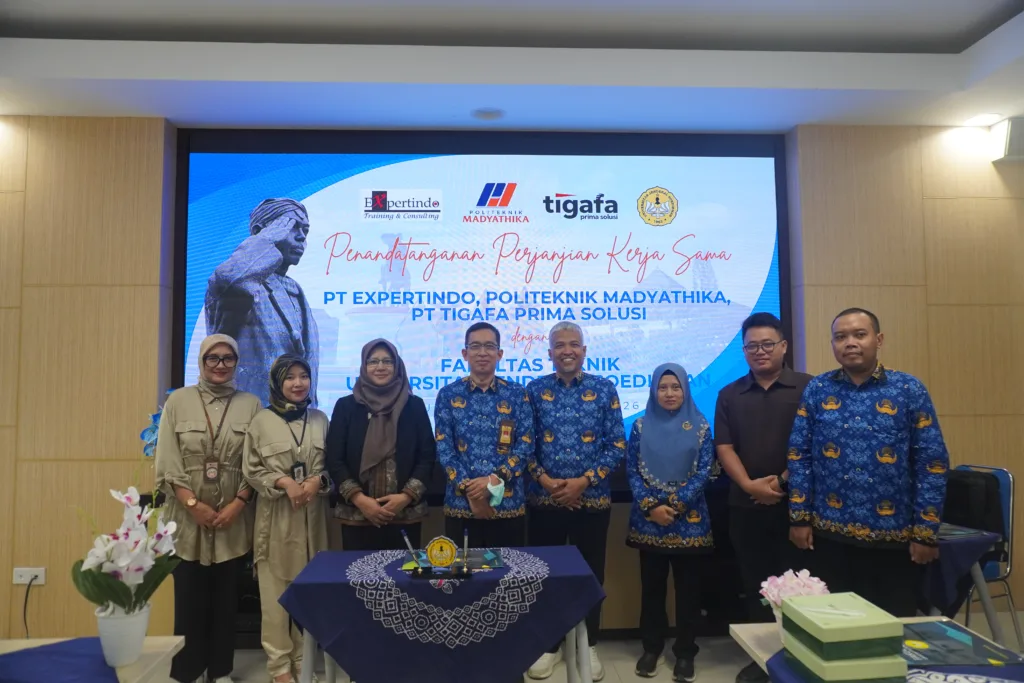 Expertindo
Training & Consulting
POLITEKNIK
MADYATHIKA
tigafa
prima solusi
Penandatanganan Perjanjian Kerja Sama
PT EXPERTINDO, POLITEKNIK MADYATHIKA,
PT TIGAFA PRIMA SOLUSI
dengan